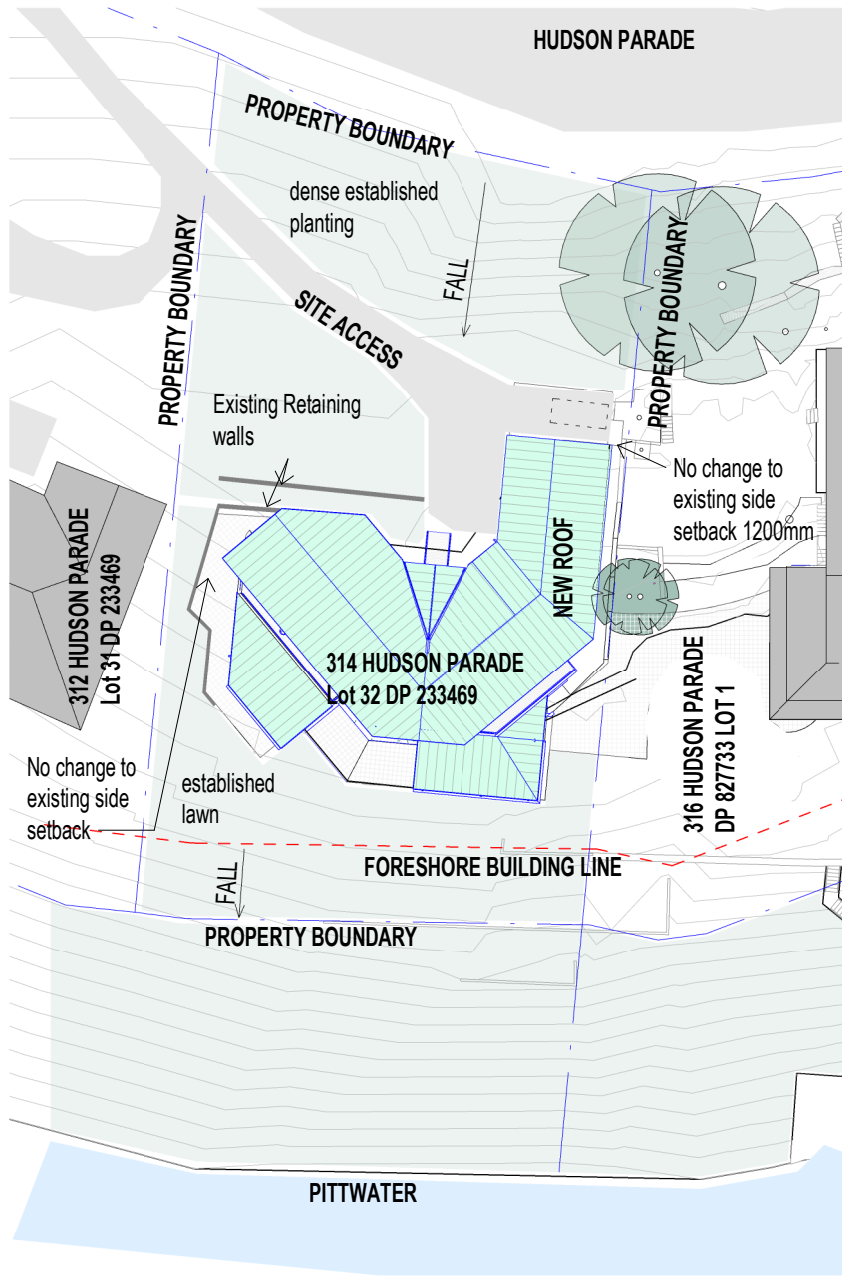 HUDSON PARADE
PROPERTY BOUNDARY
dense established
planting
FALL
PROPERTY BOUNDARY
PROPERTY BOUNDARY
SITE ACCESS
Existing Retaining
walls
No change to
existing side
setback 1200mm
NEW ROOF
312 HUDSON PARADE
Lot 31 DP 233469
314 HUDSON PARADE
Lot 32 DP 233469
316 HUDSON PARADE
DP 827733 LOT 1
No change to
existing side
setback
established
lawn
FORESHORE BUILDING LINE
FALL
PROPERTY BOUNDARY
PITTWATER